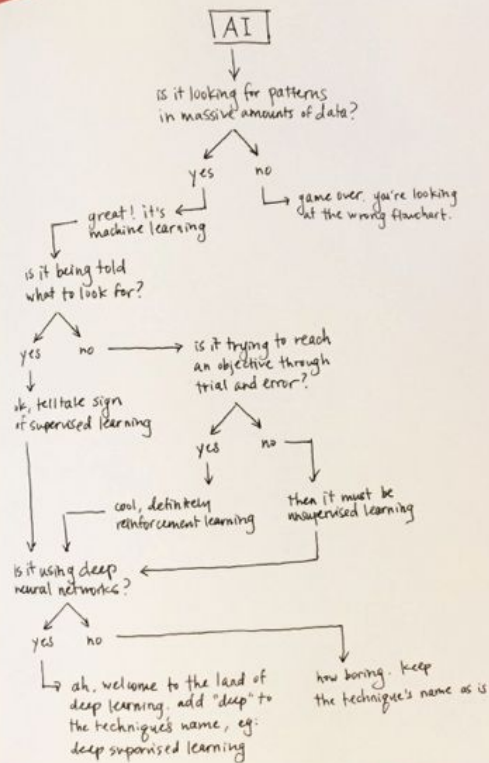 AI
is it looking for patterns
in massive amounts of data?
yes
no
great! it's
machine learning
game over. you're looking
at the wrong flowchart.
is it being told
what to look for?
yes
no
is it trying to reach
an objective through
trial and error?
ok, telltale sign
of supervised learning
yes
no
cool, definitely
reinforcement learning
then it must be
unsupervised learning
is it using deep
neural networks?
yes
no
ah. welcome to the land of
deep learning. add "deep" to
the technique's name, eg:
deep supervised learning
how boring. keep
the technique's name as is